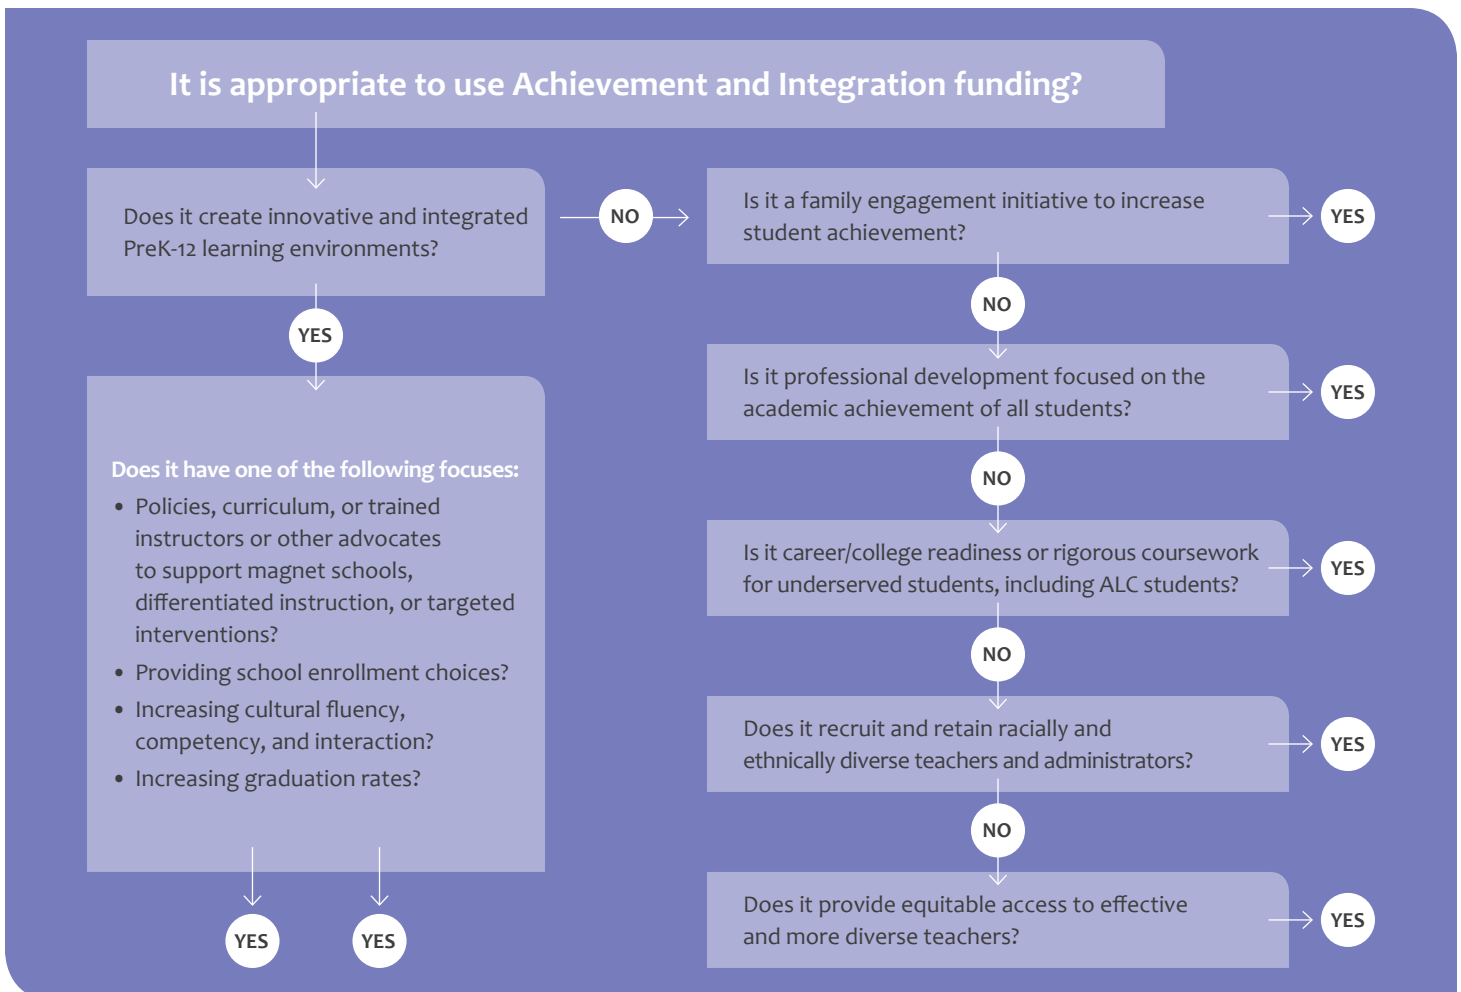 It is appropriate to use Achievement and Integration funding?
Does it create innovative and integrated
PreK-12 learning environments?
NO
YES
Does it have one of the following focuses:
• Policies, curriculum, or trained
instructors or other advocates
to support magnet schools,
differentiated instruction, or targeted
interventions?
• Providing school enrollment choices?
• Increasing cultural fluency,
competency, and interaction?
• Increasing graduation rates?
YES
YES
Is it a family engagement initiative to increase
student achievement?
YES
NO
Is it professional development focused on the
academic achievement of all students?
YES
NO
Is it career/college readiness or rigorous coursework
for underserved students, including ALC students?
YES
NO
Does it recruit and retain racially and
ethnically diverse teachers and administrators?
YES
NO
Does it provide equitable access to effective
and more diverse teachers?
YES